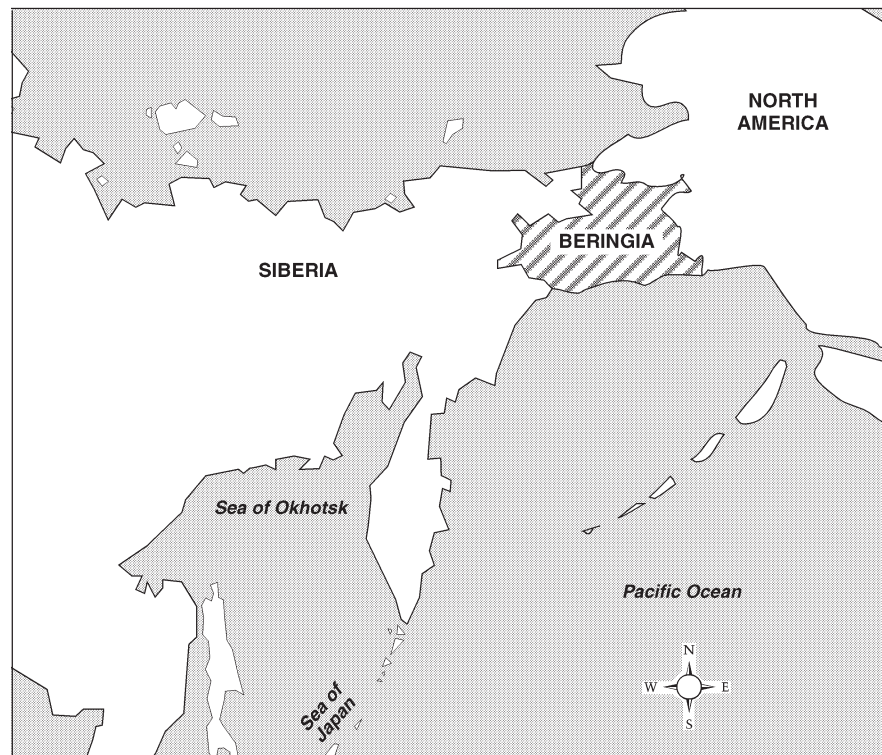 NORTH
AMERICA
BERINGIA
SIBERIA
Sea of Okhotsk
Pacific Ocean
N
W E
S
Sea of
Japan